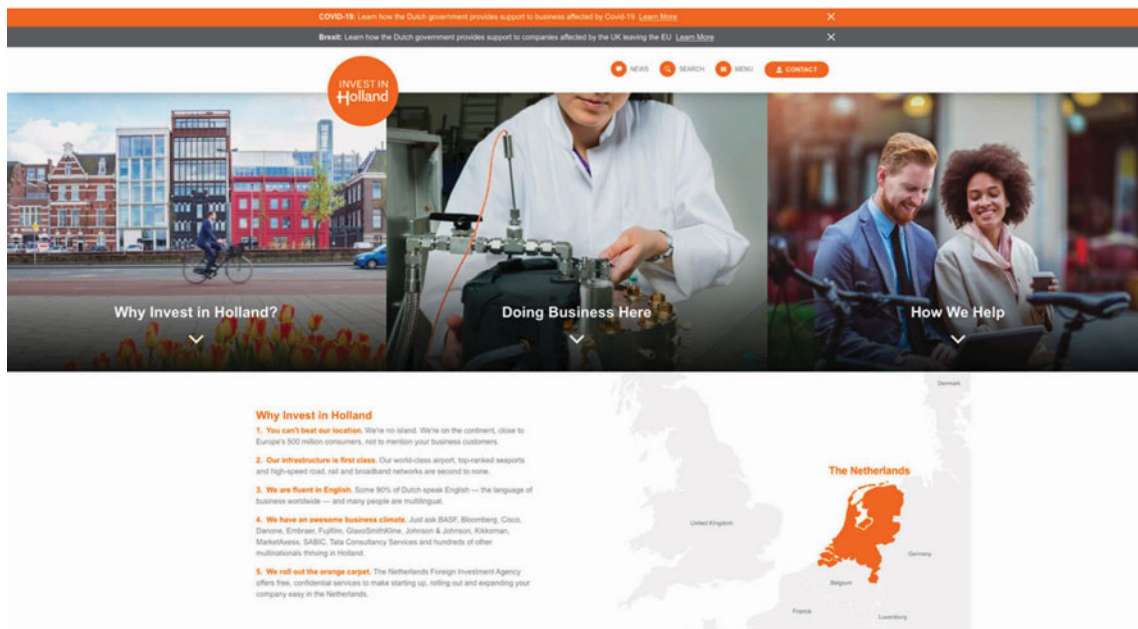 COVID-19: Learn how the Dutch government provides support to business affected by Covid-19 Learn More
Brexit: Learn how the Dutch government provides support to companies affected by the UK leaving the EU Learn More
INVEST IN
Holland
NEWS SEARCH MENU CONTACT
Why Invest in Holland?
Doing Business Here
How We Help
Why Invest in Holland
1. You can't beat our location. We're no island. We're on the continent, close to
Europe's 500 million consumers, not to mention your business customers.
2. Our infrastructure is first class. Our world-class airport, top-ranked seaports
and high-speed road, rail and broadband networks are second to none.
3. We are fluent in English. Some 90% of Dutch speak English — the language of
business worldwide — and many people are multilingual.
4. We have an awesome business climate. Just ask BASF, Bloomberg, Cisco,
Danone, Embraer, Fujifilm, GlaxoSmithKline, Johnson & Johnson, Kikkoman,
MarketAxess, SABIC, Tata Consultancy Services and hundreds of other
multinationals thriving in Holland.
5. We roll out the orange carpet. The Netherlands Foreign Investment Agency
offers free, confidential services to make starting up, rolling out and expanding your
company easy in the Netherlands.
Denmark
The Netherlands
United Kingdom
Germany
Belgium
France
Luxemburg